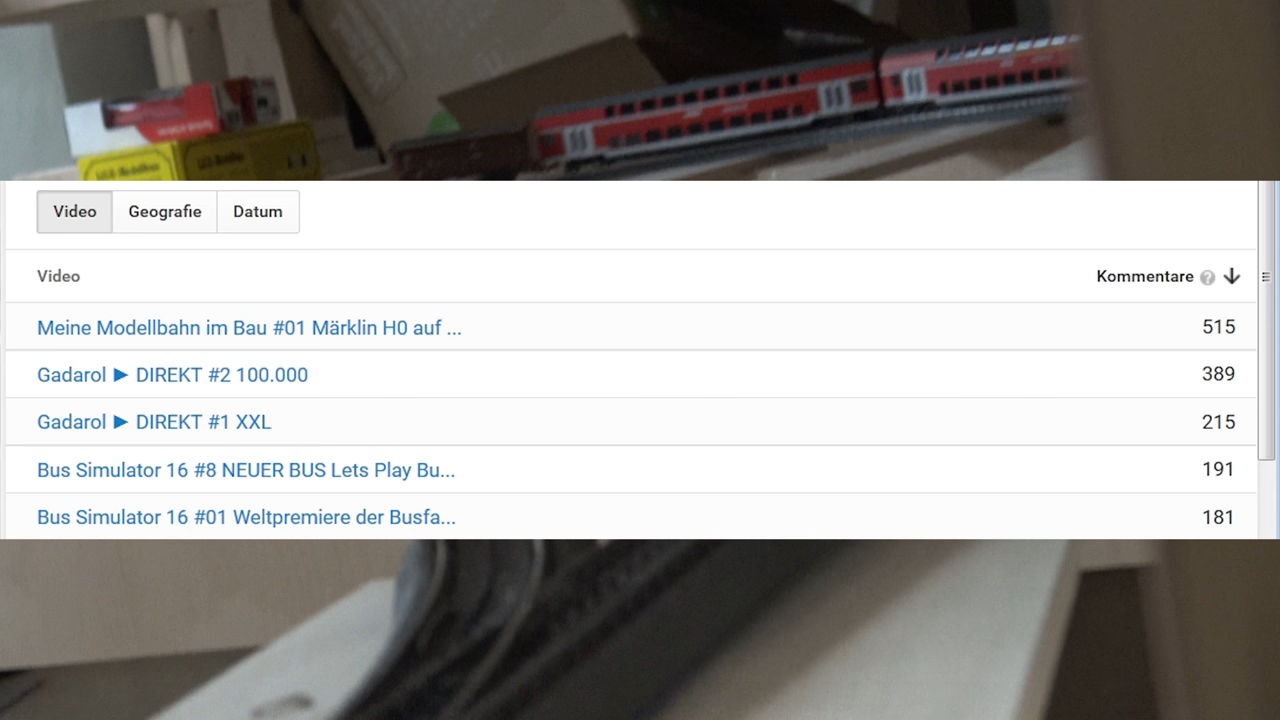 Video Geografie Datum
Video Kommentare ?
Meine Modellbahn im Bau #01 Märklin H0 auf ... 515
Gadarol ► DIREKT #2 100.000 389
Gadarol ► DIREKT #1 XXL 215
Bus Simulator 16 #8 NEUER BUS Lets Play Bu... 191
Bus Simulator 16 #01 Weltpremiere der Busfa... 181